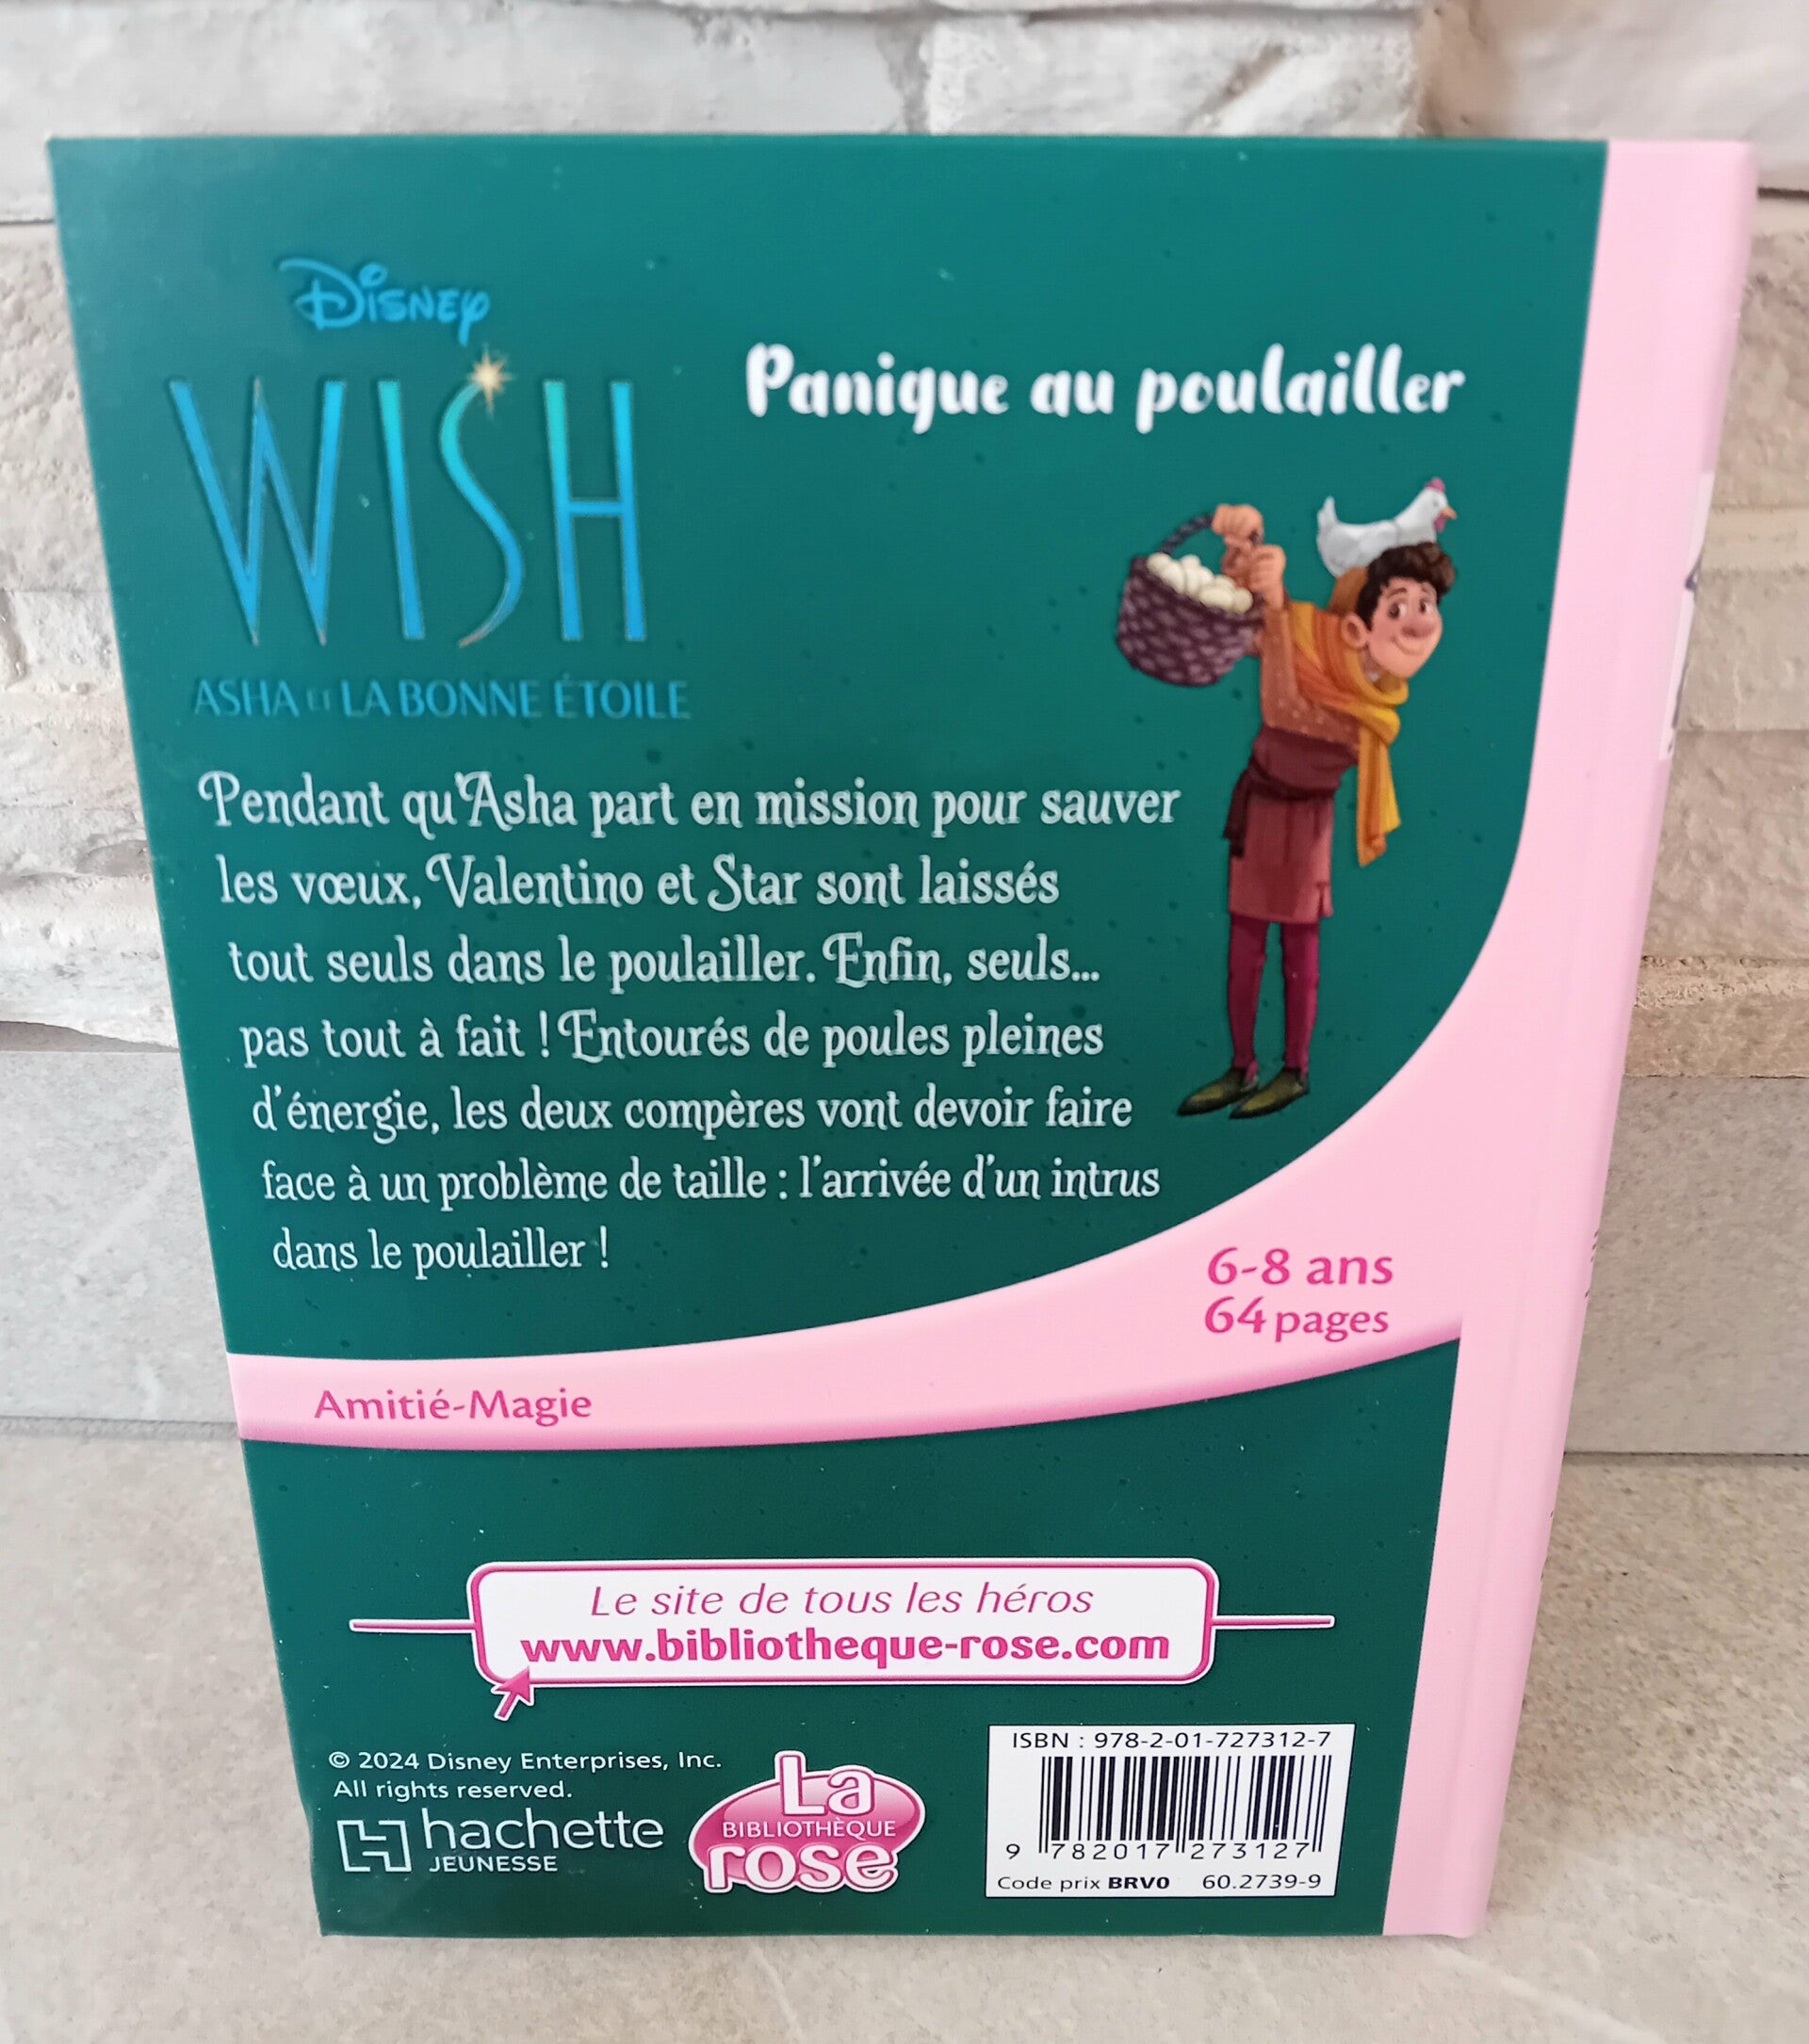 Disney
WISH
ASHA ET LA BONNE ÉTOILE
Panique au poulailler
Pendant qu'Asha part en mission pour sauver
les vœux, Valentino et Star sont laissés
tout seuls dans le poulailler. Enfin, seuls...
pas tout à fait ! Entourés de poules pleines
d'énergie, les deux compères vont devoir faire
face à un problème de taille : l'arrivée d'un intrus
dans le poulailler !
6-8 ans
64 pages
Amitié-Magie
Le site de tous les héros
www.bibliotheque-rose.com
© 2024 Disney Enterprises, Inc.
All rights reserved.
hachette
JEUNESSE
La
BIBLIOTHÈQUE
rose
ISBN : 978-2-01-727312-7
9 782017 273127
Code prix BRV0 60.2739-9